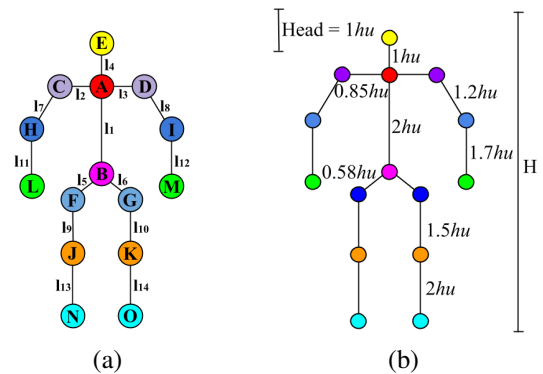 E
l4
C
A
D
l2
l3
l7
l8
H
I
l1
l11
l12
L
M
B
l5
l6
F
G
l9
l10
J
K
l13
l14
N
O
(a)
Head = 1hu
1hu
0.85hu
1.2hu
2hu
1.7hu
0.58hu
1.5hu
2hu
H
(b)